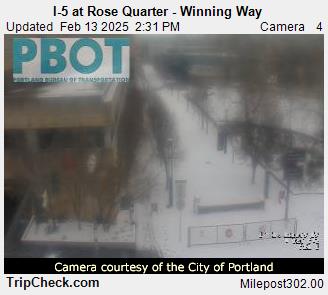 I-5 at Rose Quarter - Winning Way
Updated  Feb 13 2025  2:31 PM Camera 4
PBOT
PORTLAND BUREAU OF TRANSPORTATION
Camera courtesy of the City of Portland
TripCheck.com Milepost302.00